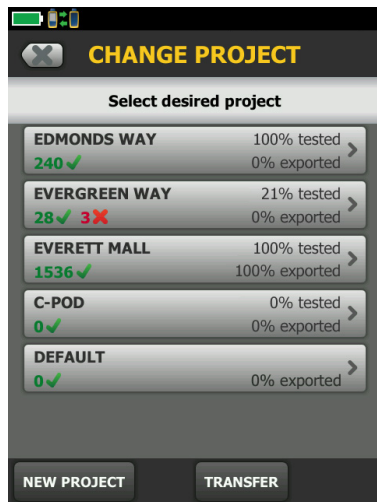 CHANGE PROJECT
Select desired project
EDMONDS WAY 100% tested
240 0% exported
EVERGREEN WAY 21% tested
28 3 0% exported
EVERETT MALL 100% tested
1536 100% exported
C-POD 0% tested
0 0% exported
DEFAULT
0 0% exported
NEW PROJECT TRANSFER